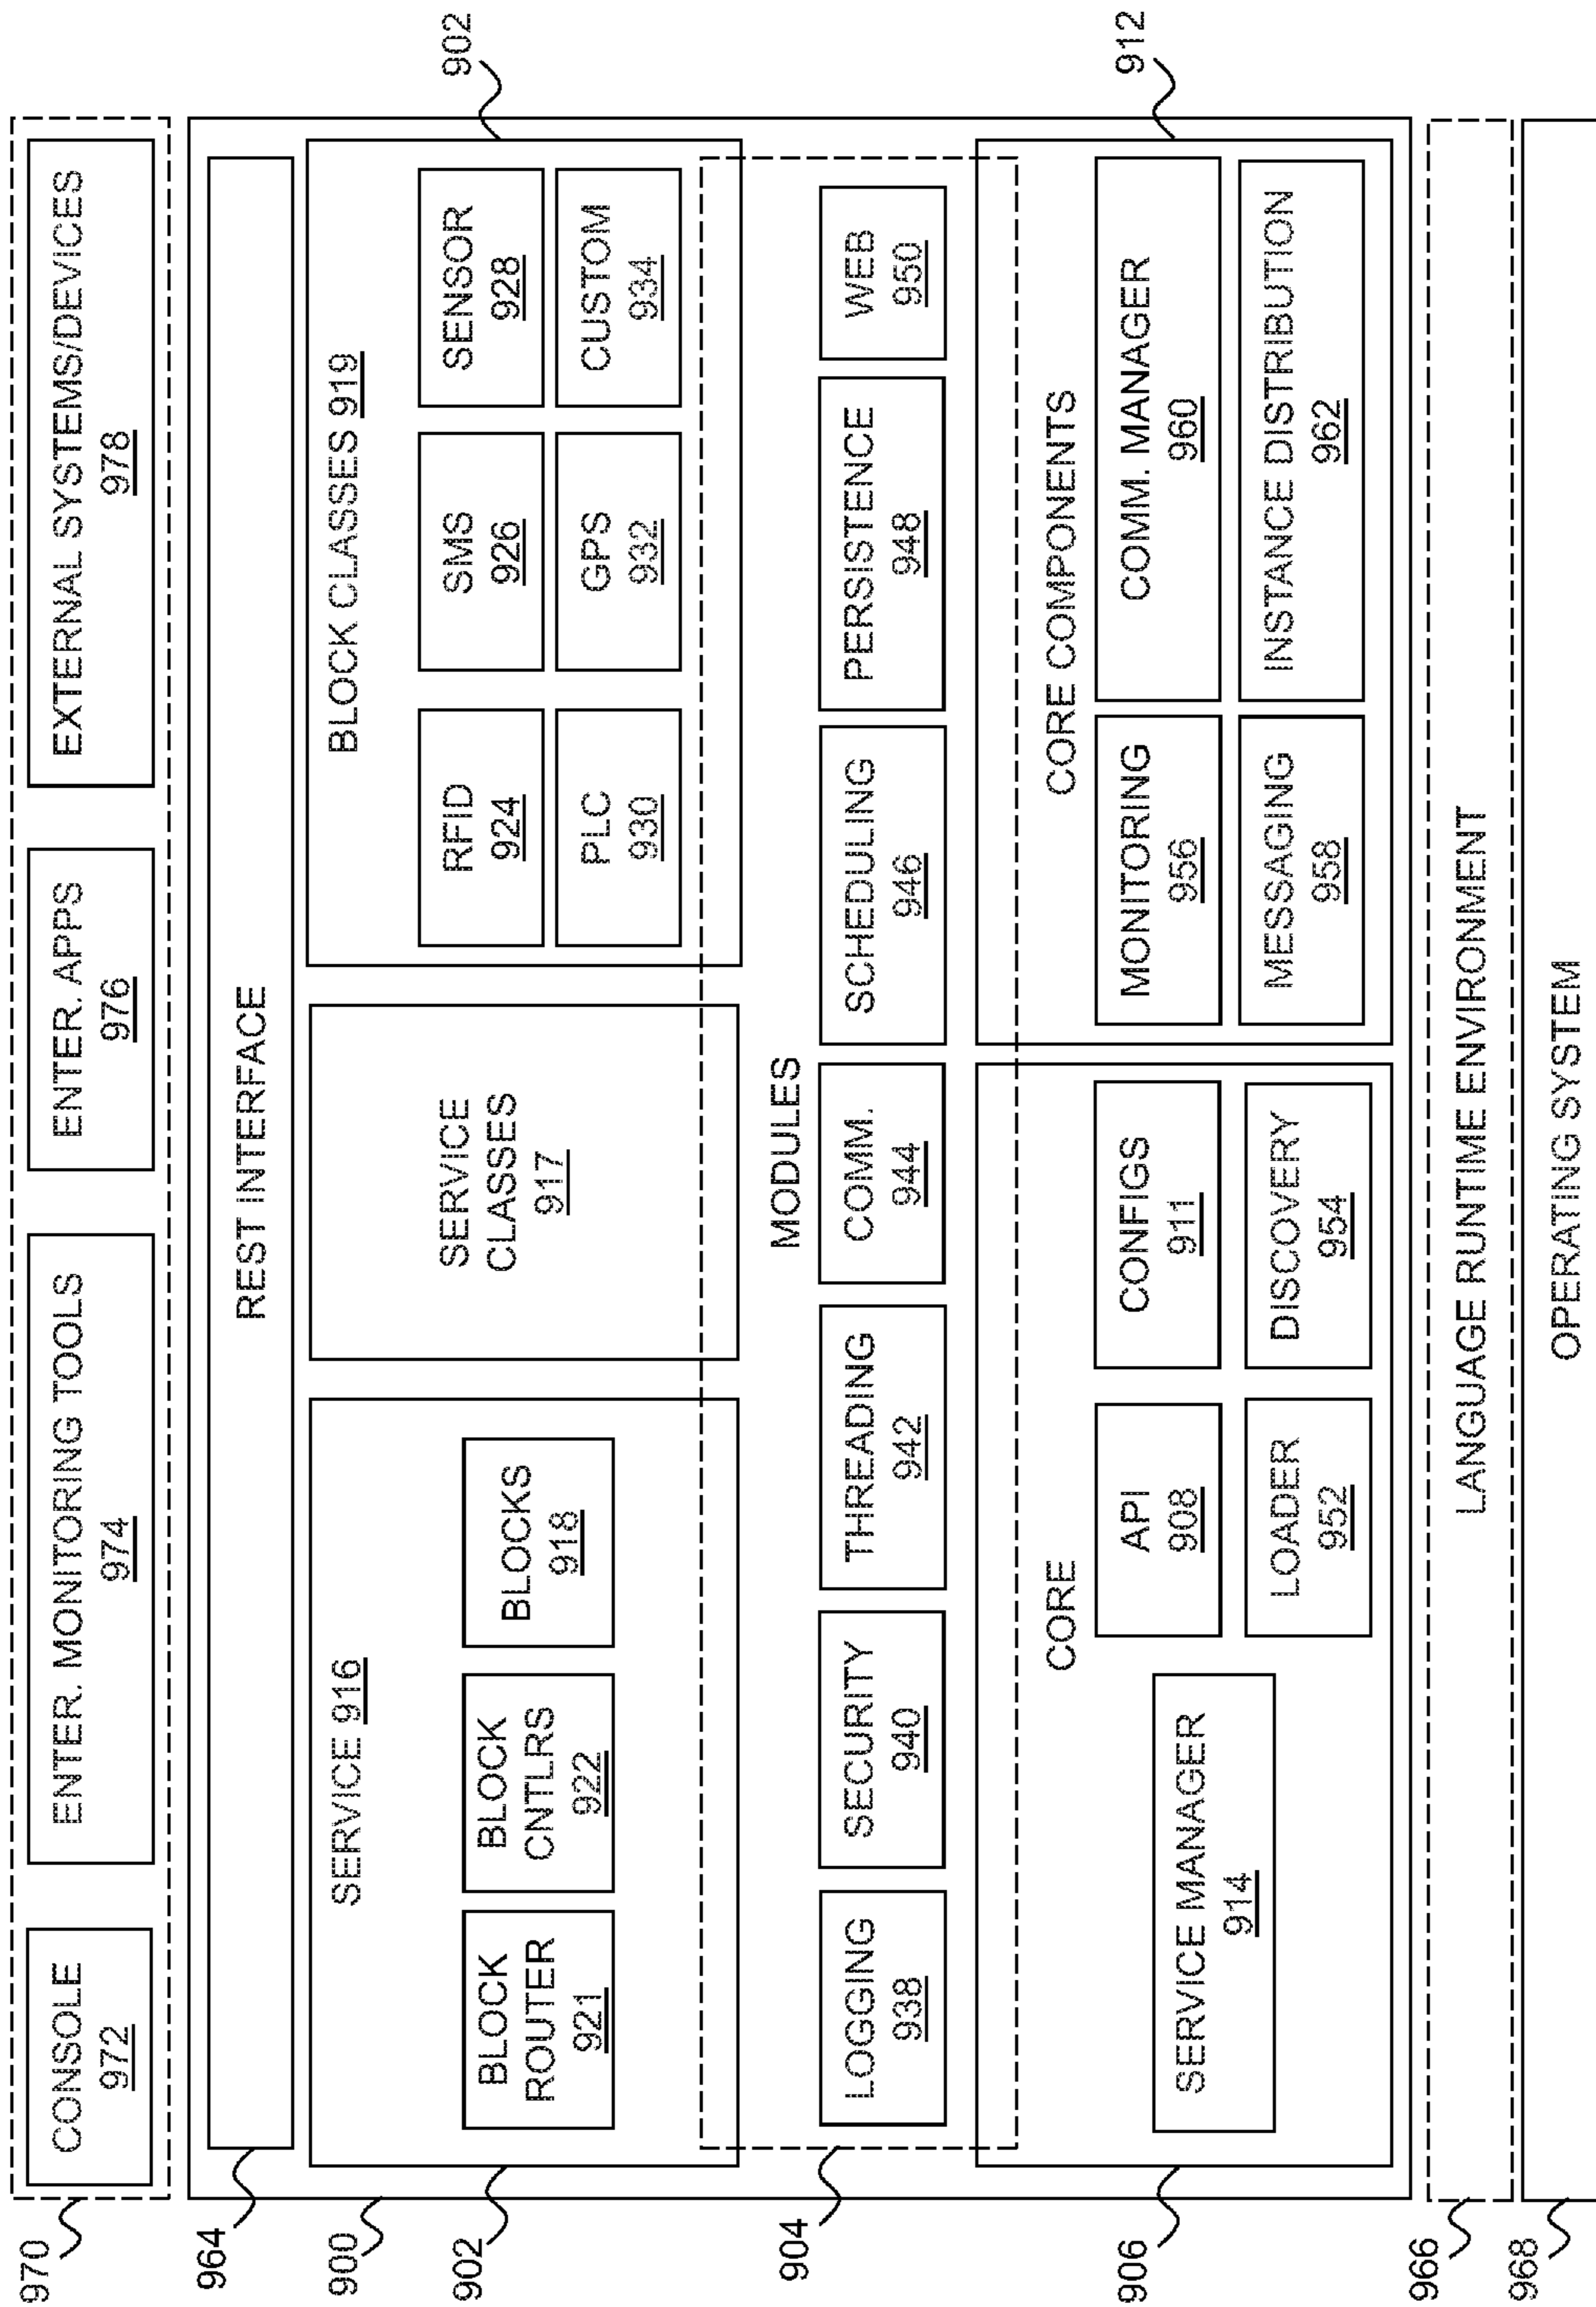 970
CONSOLE
972
ENTER. MONITORING TOOLS
974
ENTER. APPS
976
EXTERNAL SYSTEMS/DEVICES
978
964
REST INTERFACE
900
902
SERVICE 916
BLOCK
ROUTER
921
BLOCK
CNTLRS
922
BLOCKS
918
SERVICE
CLASSES
917
BLOCK CLASSES 919
RFID
924
SMS
926
SENSOR
928
PLC
930
GPS
932
CUSTOM
934
902
904
MODULES
LOGGING
938
SECURITY
940
THREADING
942
COMM.
944
SCHEDULING
946
PERSISTENCE
948
WEB
950
906
CORE
SERVICE MANAGER
914
API
908
CONFIGS
911
LOADER
952
DISCOVERY
954
CORE COMPONENTS
MONITORING
956
COMM. MANAGER
960
MESSAGING
958
INSTANCE DISTRIBUTION
962
912
966
LANGUAGE RUNTIME ENVIRONMENT
968
OPERATING SYSTEM